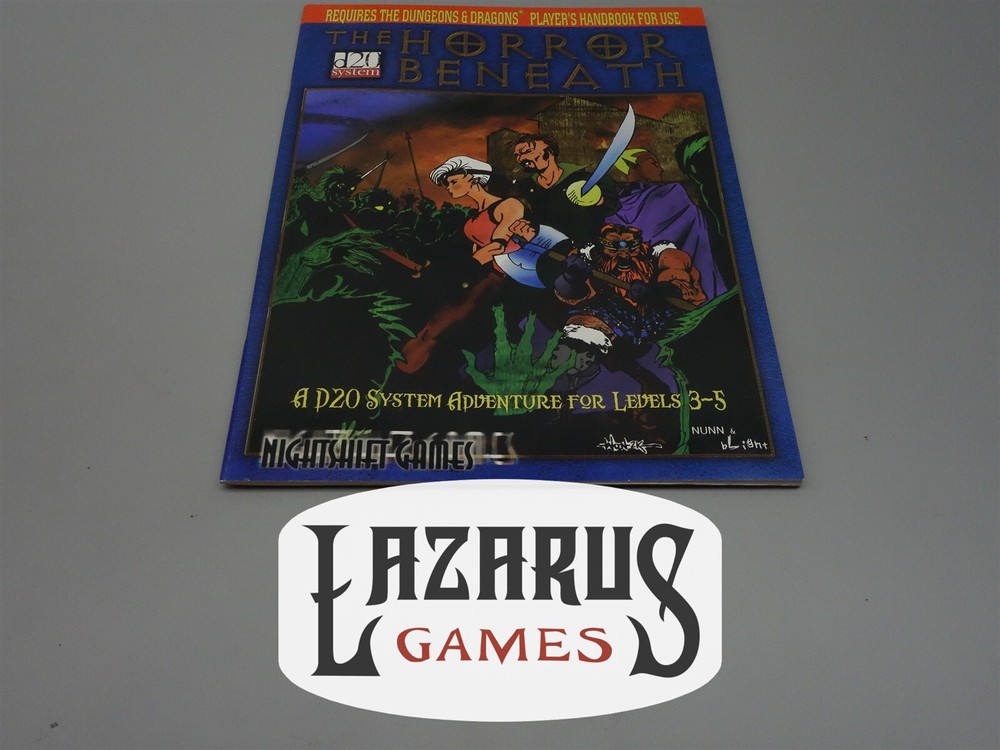 REQUIRES THE DUNGEONS & DRAGONS® PLAYER'S HANDBOOK FOR USE
THE HORROR
BENEATH
d20
system
A D20 SYSTEM ADVENTURE FOR LEVELS 3-5
NUNN &
bLight
NIGHTSHIFT GAMES
LAZARUS
GAMES